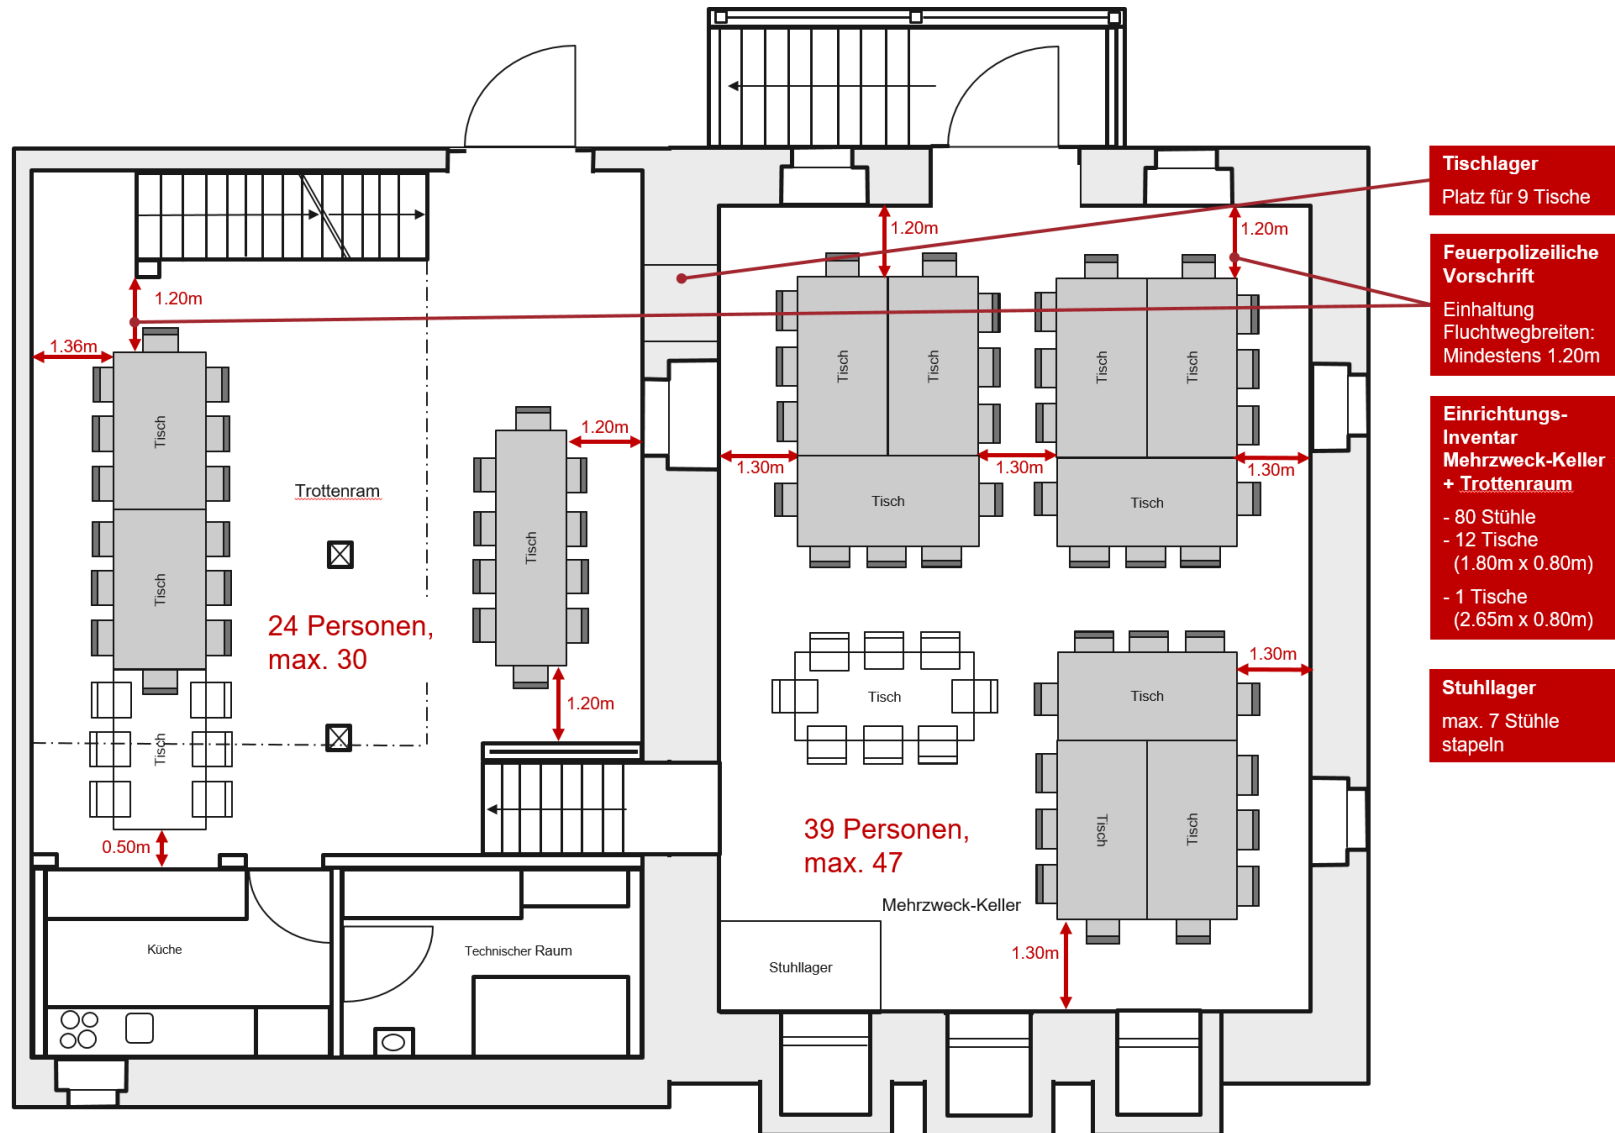 1.20m
1.20m
Tischlager
Platz für 9 Tische
Feuerpolizeiliche
Vorschrift
Einhaltung
Fluchtwegbreiten:
Mindestens 1.20m
Einrichtungs-
Inventar
Mehrzweck-Keller
+ Trottenraum
- 80 Stühle
- 12 Tische
(1.80m x 0.80m)
- 1 Tische
(2.65m x 0.80m)
Stuhllager
max. 7 Stühle
stapeln
1.20m
1.36m
Tisch
Tisch
Tisch
0.50m
Trottenram
24 Personen,
max. 30
1.20m
Tisch
1.20m
Tisch
Tisch
Tisch
Tisch
Tisch
Tisch
1.30m
1.30m
1.30m
Tisch
Tisch
1.30m
Tisch
Tisch
1.30m
39 Personen,
max. 47
Mehrzweck-Keller
Stuhllager
Küche
Technischer Raum